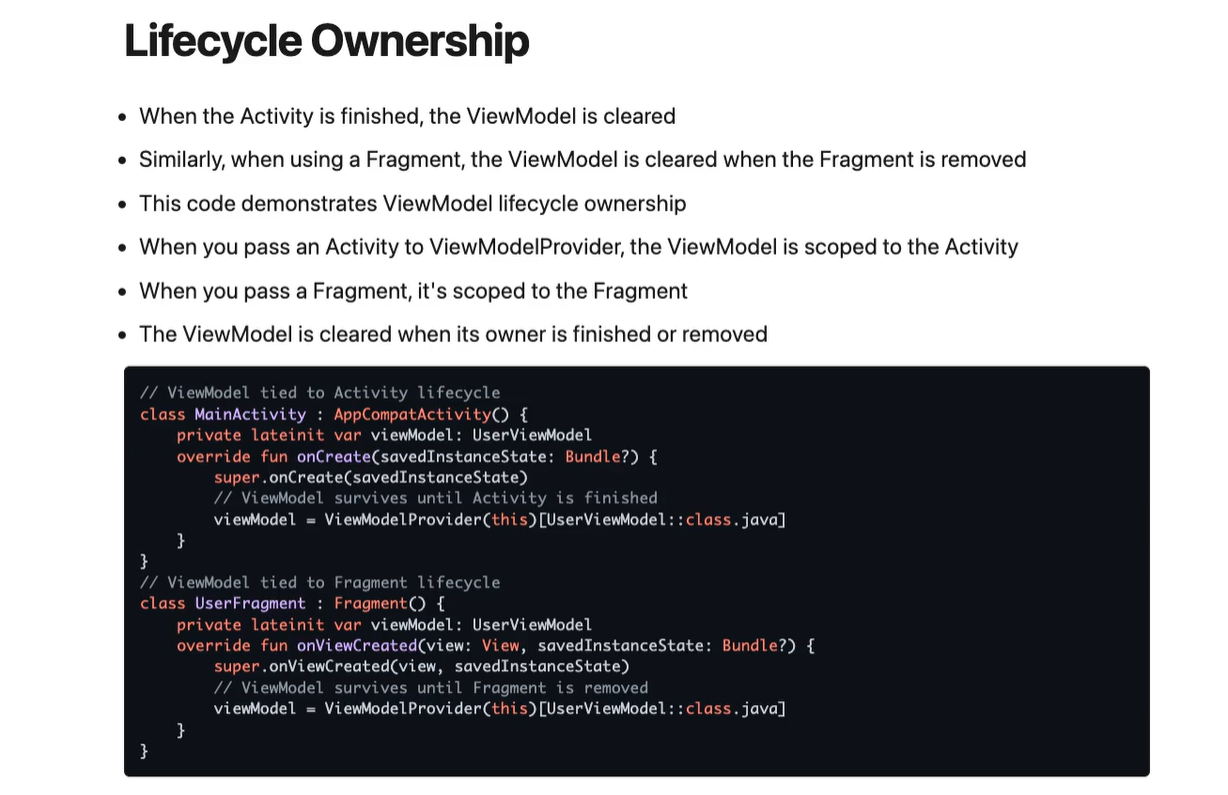 Lifecycle Ownership
• When the Activity is finished, the ViewModel is cleared
• Similarly, when using a Fragment, the ViewModel is cleared when the Fragment is removed
• This code demonstrates ViewModel lifecycle ownership
• When you pass an Activity to ViewModelProvider, the ViewModel is scoped to the Activity
• When you pass a Fragment, it's scoped to the Fragment
• The ViewModel is cleared when its owner is finished or removed
// ViewModel tied to Activity lifecycle
class MainActivity : AppCompatActivity() {
    private lateinit var viewModel: UserViewModel
    override fun onCreate(savedInstanceState: Bundle?) {
        super.onCreate(savedInstanceState)
        // ViewModel survives until Activity is finished
        viewModel = ViewModelProvider(this)[UserViewModel::class.java]
    }
}
// ViewModel tied to Fragment lifecycle
class UserFragment : Fragment() {
    private lateinit var viewModel: UserViewModel
    override fun onViewCreated(view: View, savedInstanceState: Bundle?) {
        super.onViewCreated(view, savedInstanceState)
        // ViewModel survives until Fragment is removed
        viewModel = ViewModelProvider(this)[UserViewModel::class.java]
    }
}